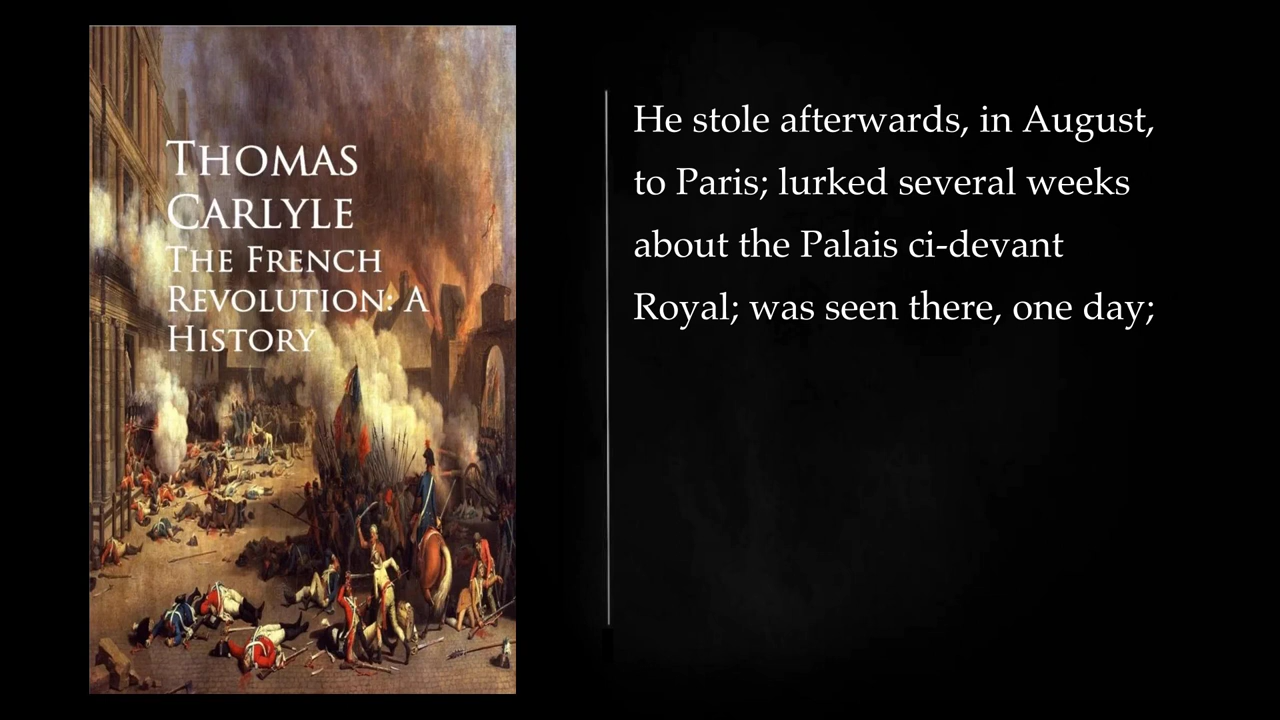 THOMAS
CARLYLE
THE FRENCH
REVOLUTION: A
HISTORY
He stole afterwards, in August,
to Paris; lurked several weeks
about the Palais ci-devant
Royal; was seen there, one day;